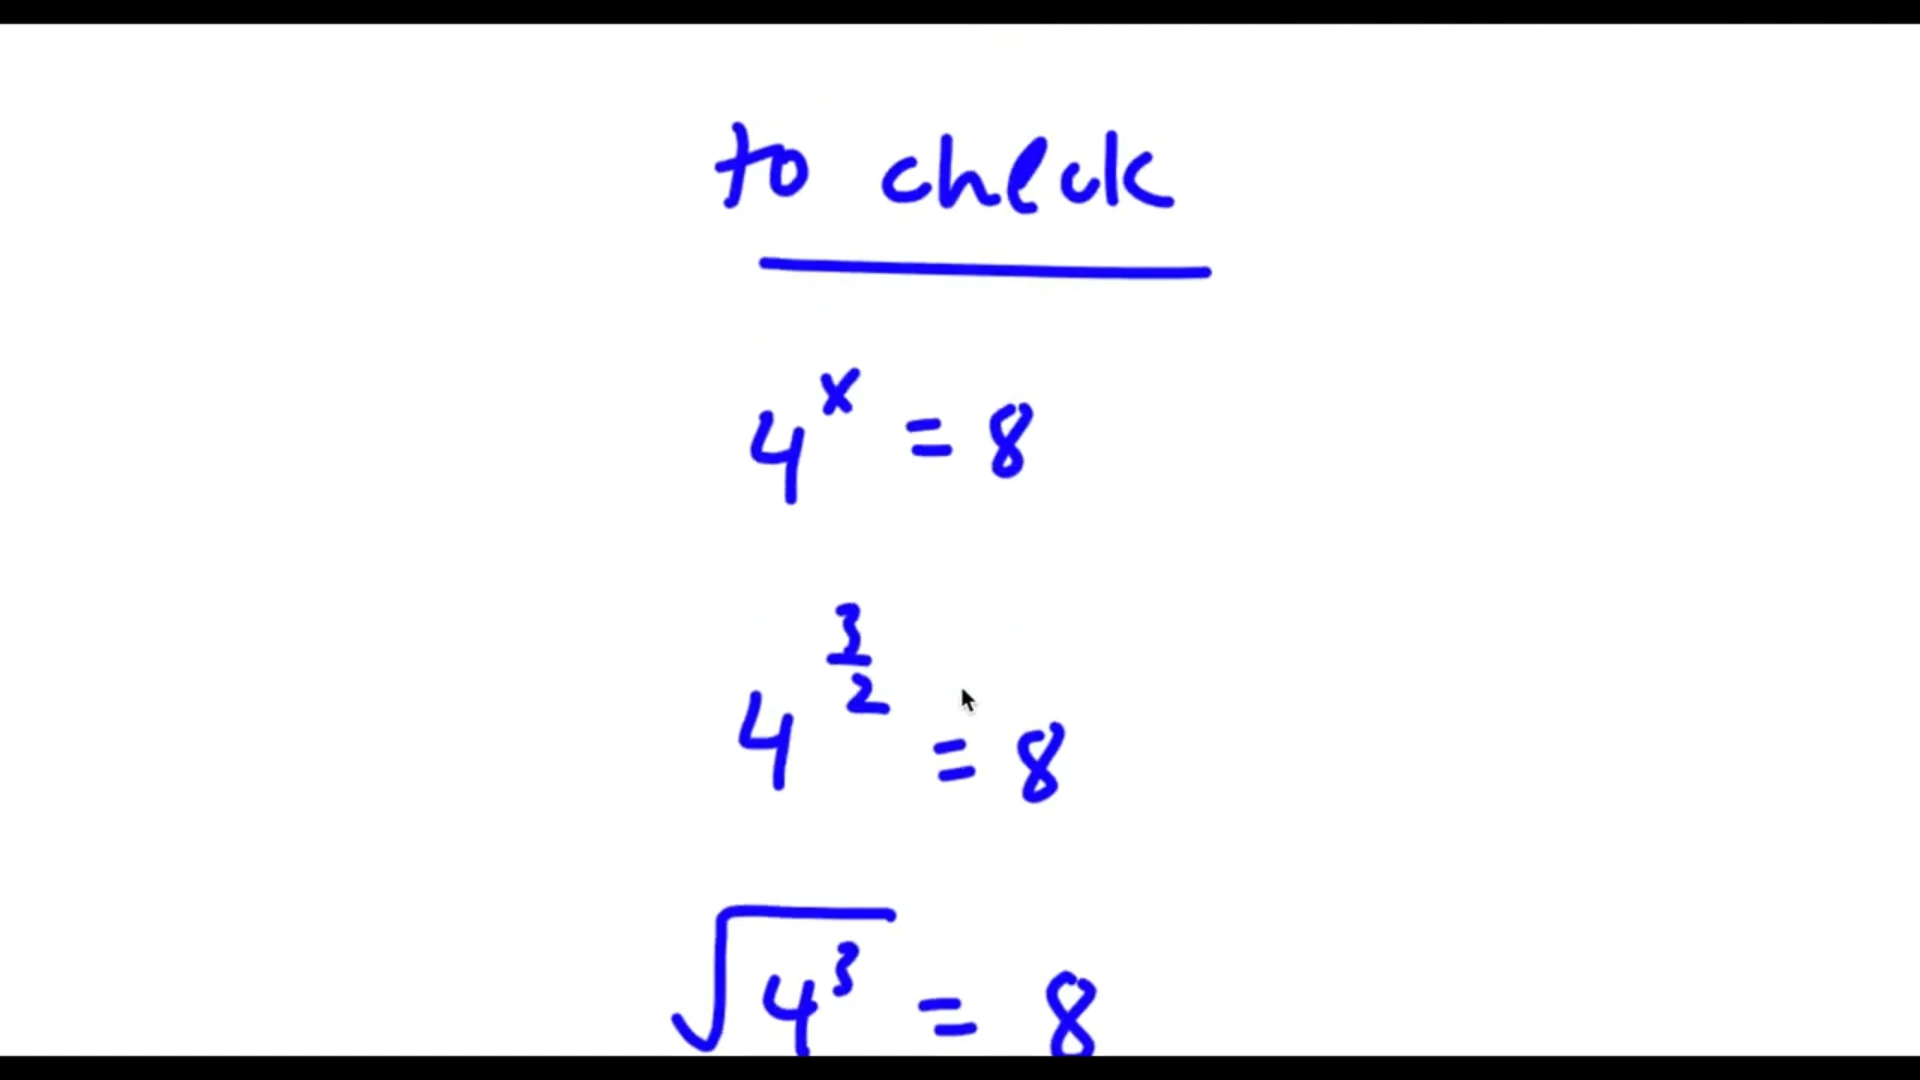 to check
4^x = 8
4^(3/2) = 8
√(4^3) = 8